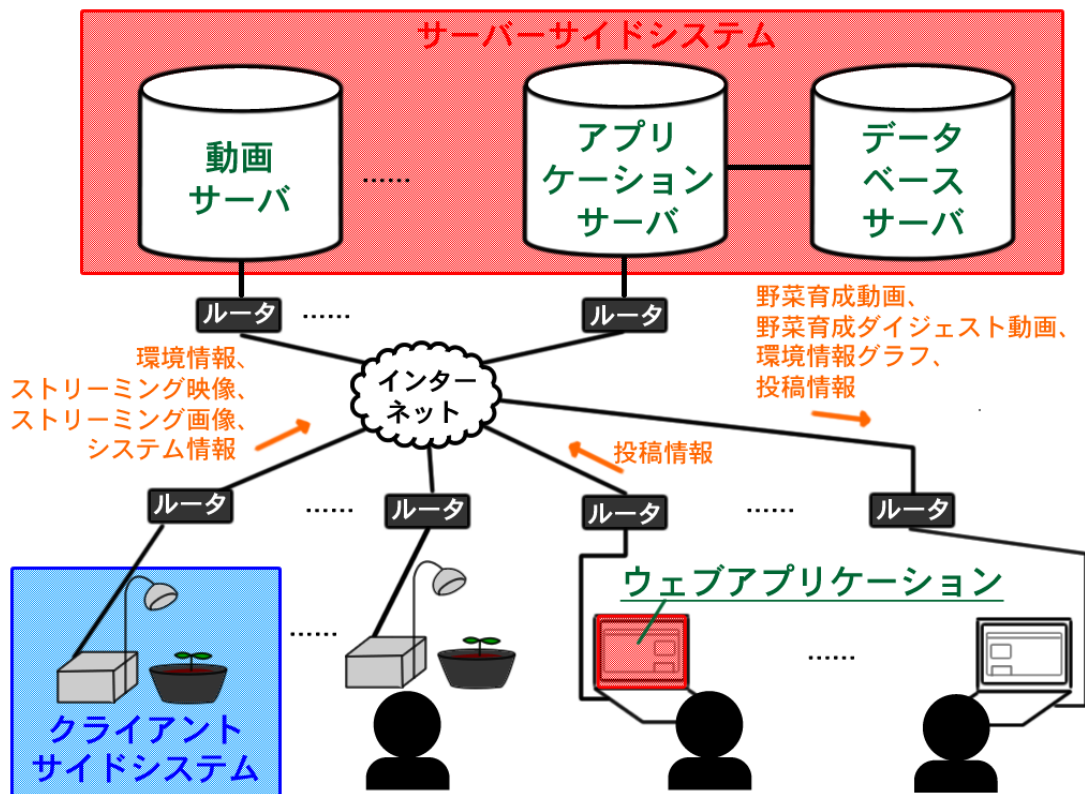 サーバーサイドシステム
動画
サーバ
……
アプリ
ケーション
サーバ
データ
ベース
サーバ
ルータ
……
ルータ
野菜育成動画、
野菜育成ダイジェスト動画、
環境情報グラフ、
投稿情報
環境情報、
ストリーミング映像、
ストリーミング画像、
システム情報
インター
ネット
投稿情報
ルータ
……
ルータ
ルータ
……
ルータ
ウェブアプリケーション
……
……
クライアント
サイドシステム